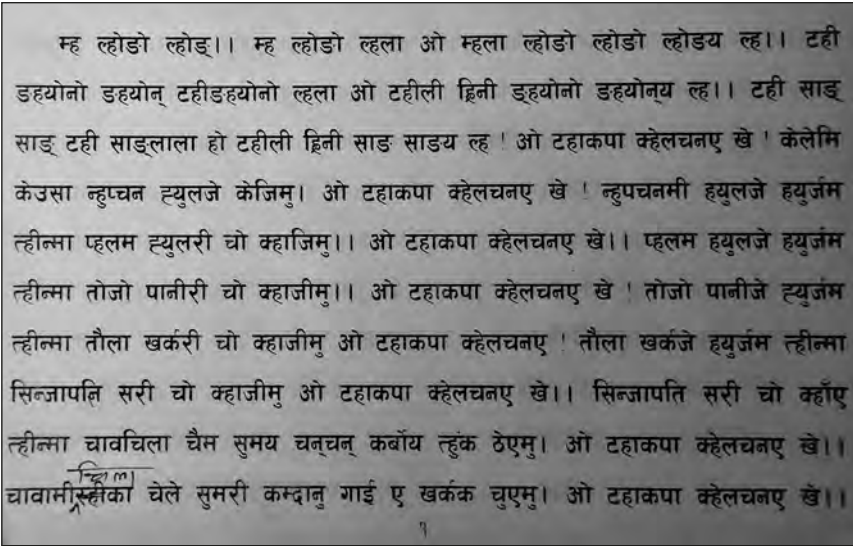 म्ह ल्होङो ल्होङ्।। म्ह ल्होङो ल्हला ओ म्हला ल्होङो ल्होङो ल्होङय ल्ह।। टही
ङहयोनो ङहयोन् टहीङहयोनो ल्हला ओ टहीली ह्विनी ङ्हयोनो ङहयोन्य ल्ह।। टही साङ्
साङ् टही साङ्लाला हो टहीली ह्विनी साङ साङय ल्ह ! ओ टहाकपा क्हेलचनए खे ! केलेमि
केउसा न्हुप्चन ह्युलजे केजिमु। ओ टहाकपा क्हेलचनए खे ! न्हुपचनमी हयुलजे हयुर्जम
त्हीन्मा प्हलम ह्युलरी चो क्हाजिमु।। ओ टहाकपा क्हेलचनए खे।। प्हलम हयुलजे हयुर्जम
त्हीन्मा तोजो पानीरी चो क्हाजीमु।। ओ टहाकपा क्हेलचनए खे ! तोजो पानीजे ह्युर्जम
त्हीन्मा तौला खर्करी चो क्हाजीमु ओ टहाकपा क्हेलचनए ! तौला खर्कजे हयुर्जम त्हीन्मा
सिन्जापति सरी चो क्हाजीमु ओ टहाकपा क्हेलचनए खे।। सिन्जापति सरी चो क्हाँए
त्हीन्मा चावचिला चैम सुमय चन्चन् कर्बोय त्हुंक ठेएमु। ओ टहाकपा क्हेलचनए खे।।
चावामी स्हीका चेले सुमरी कम्दानु गाई ए खर्कक चुएमु। ओ टहाकपा क्हेलचनए खे।।
१